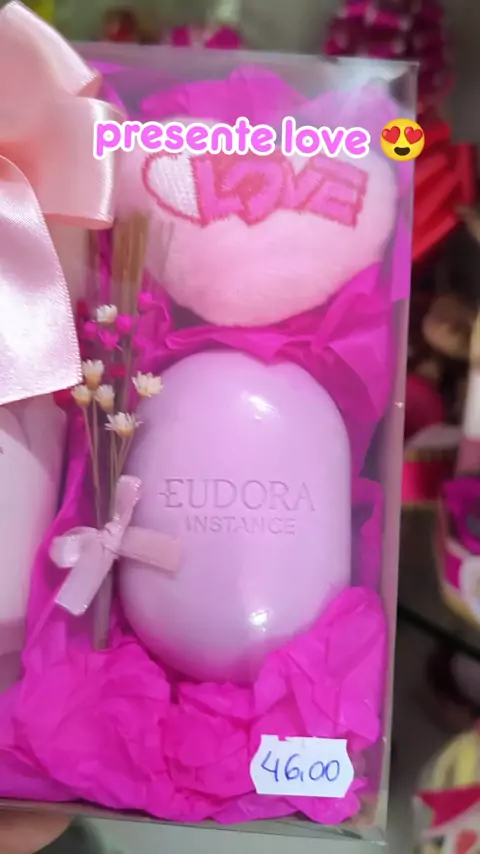 presente love 😍
LOVE
EUDORA
INSTANCE
46,00